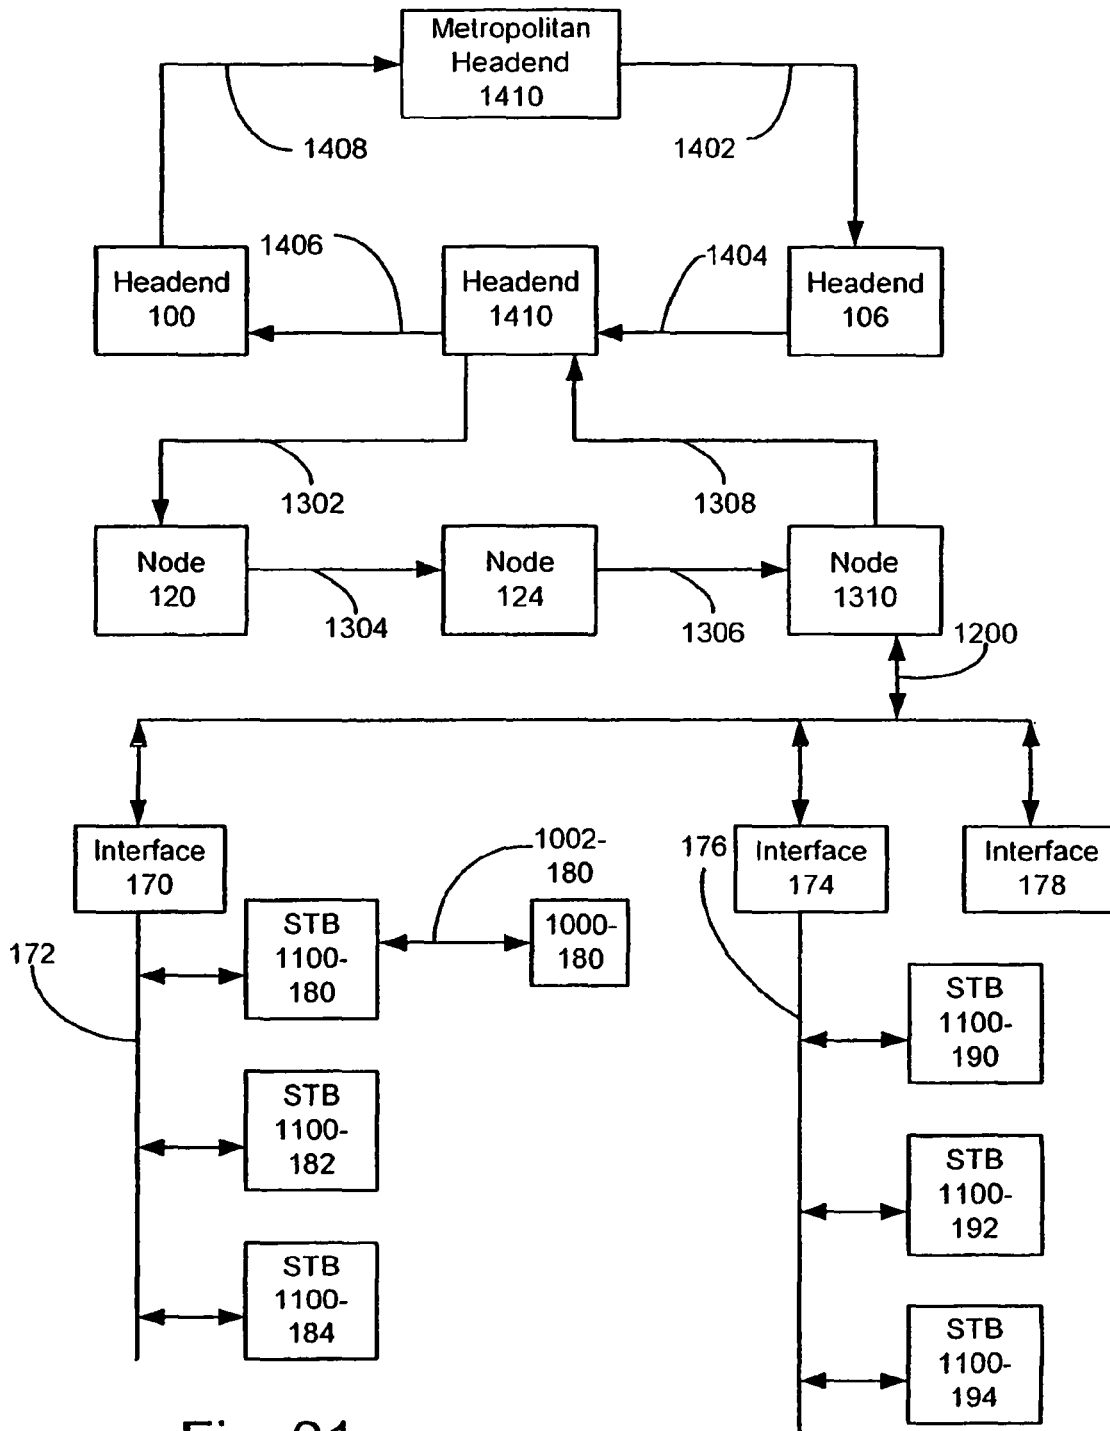 Metropolitan
Headend
1410
1408
1402
1406
1404
Headend
100
Headend
1410
Headend
106
1302
1308
Node
120
Node
124
Node
1310
1304
1306
1200
Interface
170
1002-
180
176
Interface
174
Interface
178
172
STB
1100-
180
1000-
180
STB
1100-
190
STB
1100-
182
STB
1100-
192
STB
1100-
184
STB
1100-
194